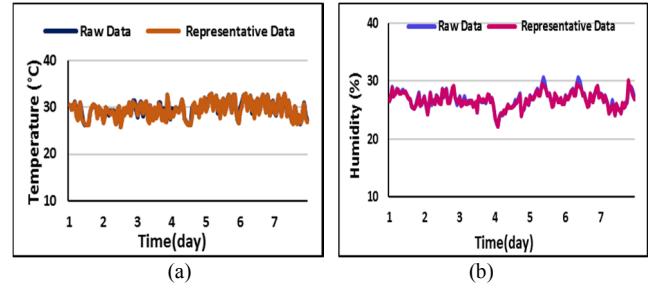 Raw Data Representative Data
Temperature (°C)
40
30
20
10
1 2 3 4 5 6 7
Time(day)
(a)
Raw Data Representative Data
Humidity (%)
40
30
20
10
1 2 3 4 5 6 7
Time(day)
(b)